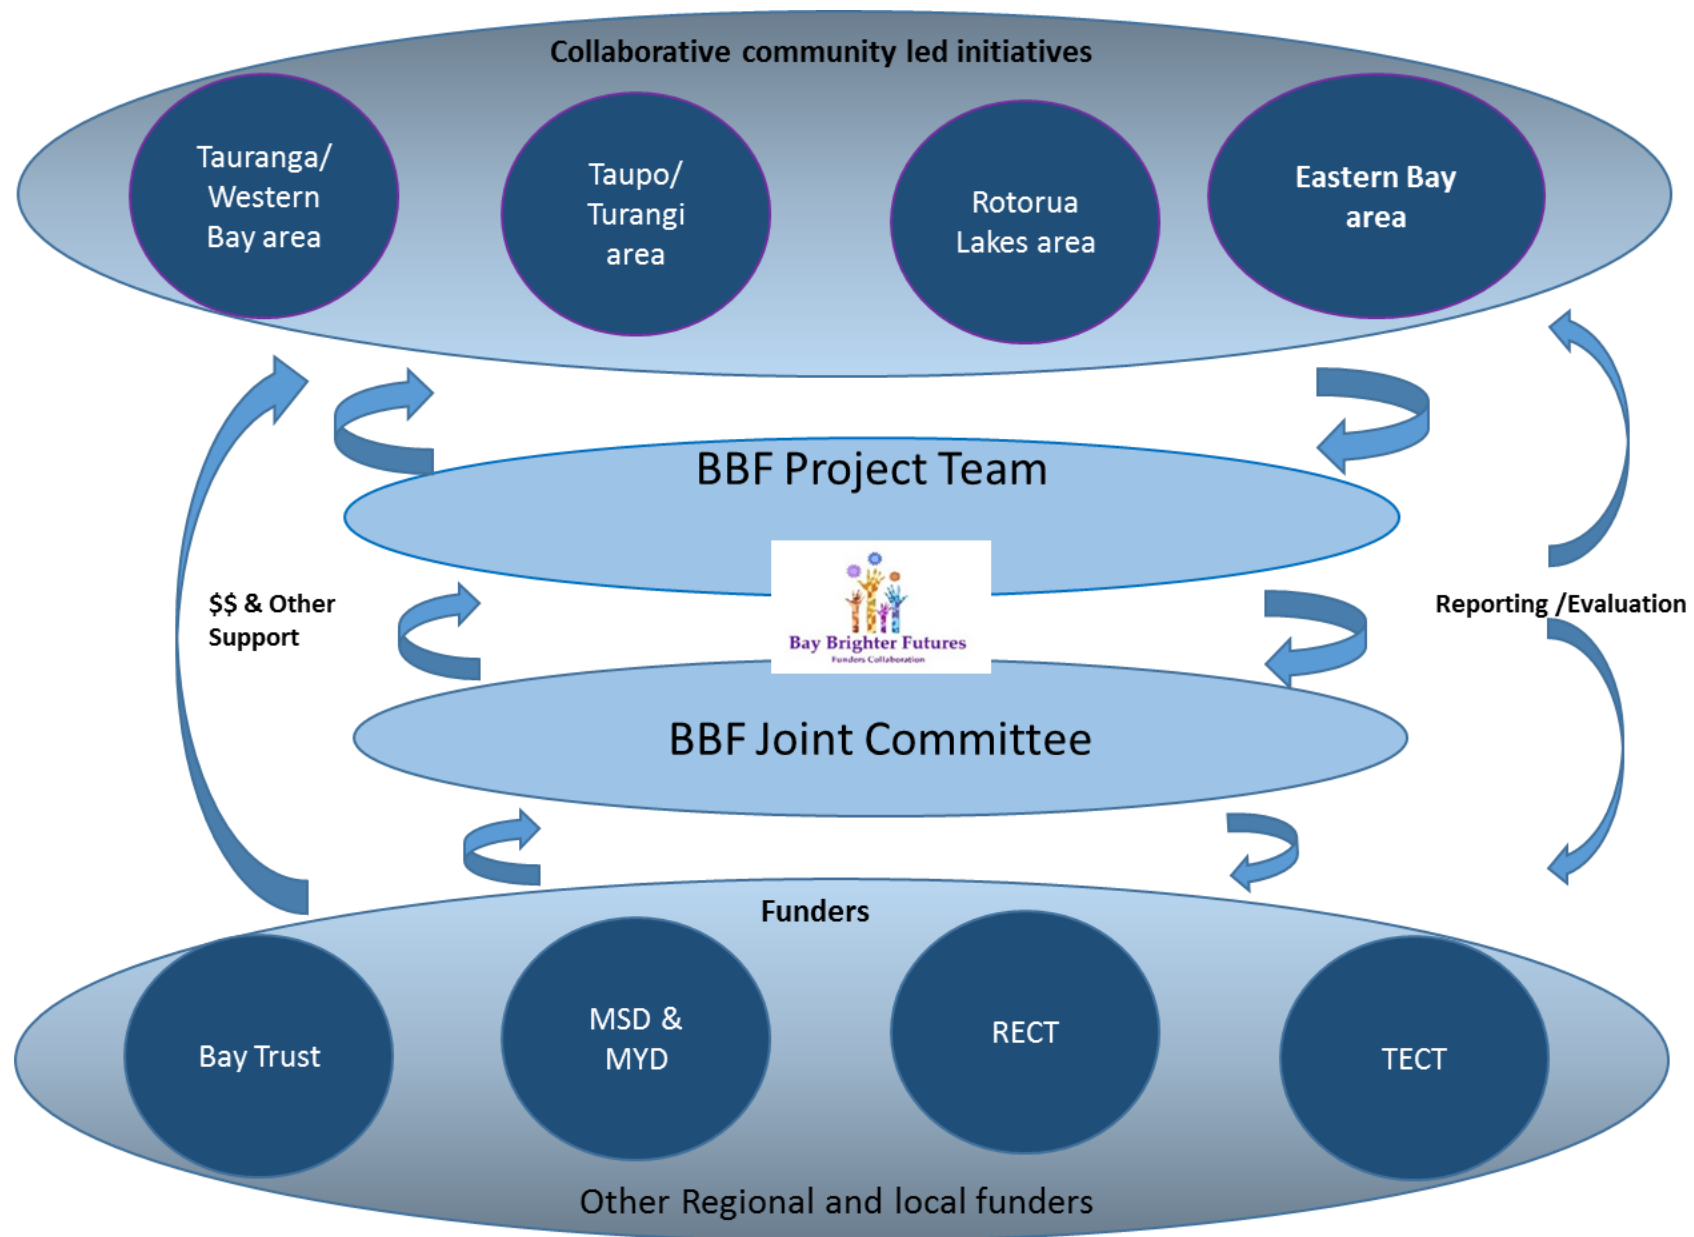 Collaborative community led initiatives
Tauranga/
Western
Bay area
Taupo/
Turangi
area
Rotorua
Lakes area
Eastern Bay
area
BBF Project Team
Bay Brighter Futures
Funders Collaboration
$$ & Other
Support
Reporting /Evaluation
BBF Joint Committee
Funders
Bay Trust
MSD &
MYD
RECT
TECT
Other Regional and local funders